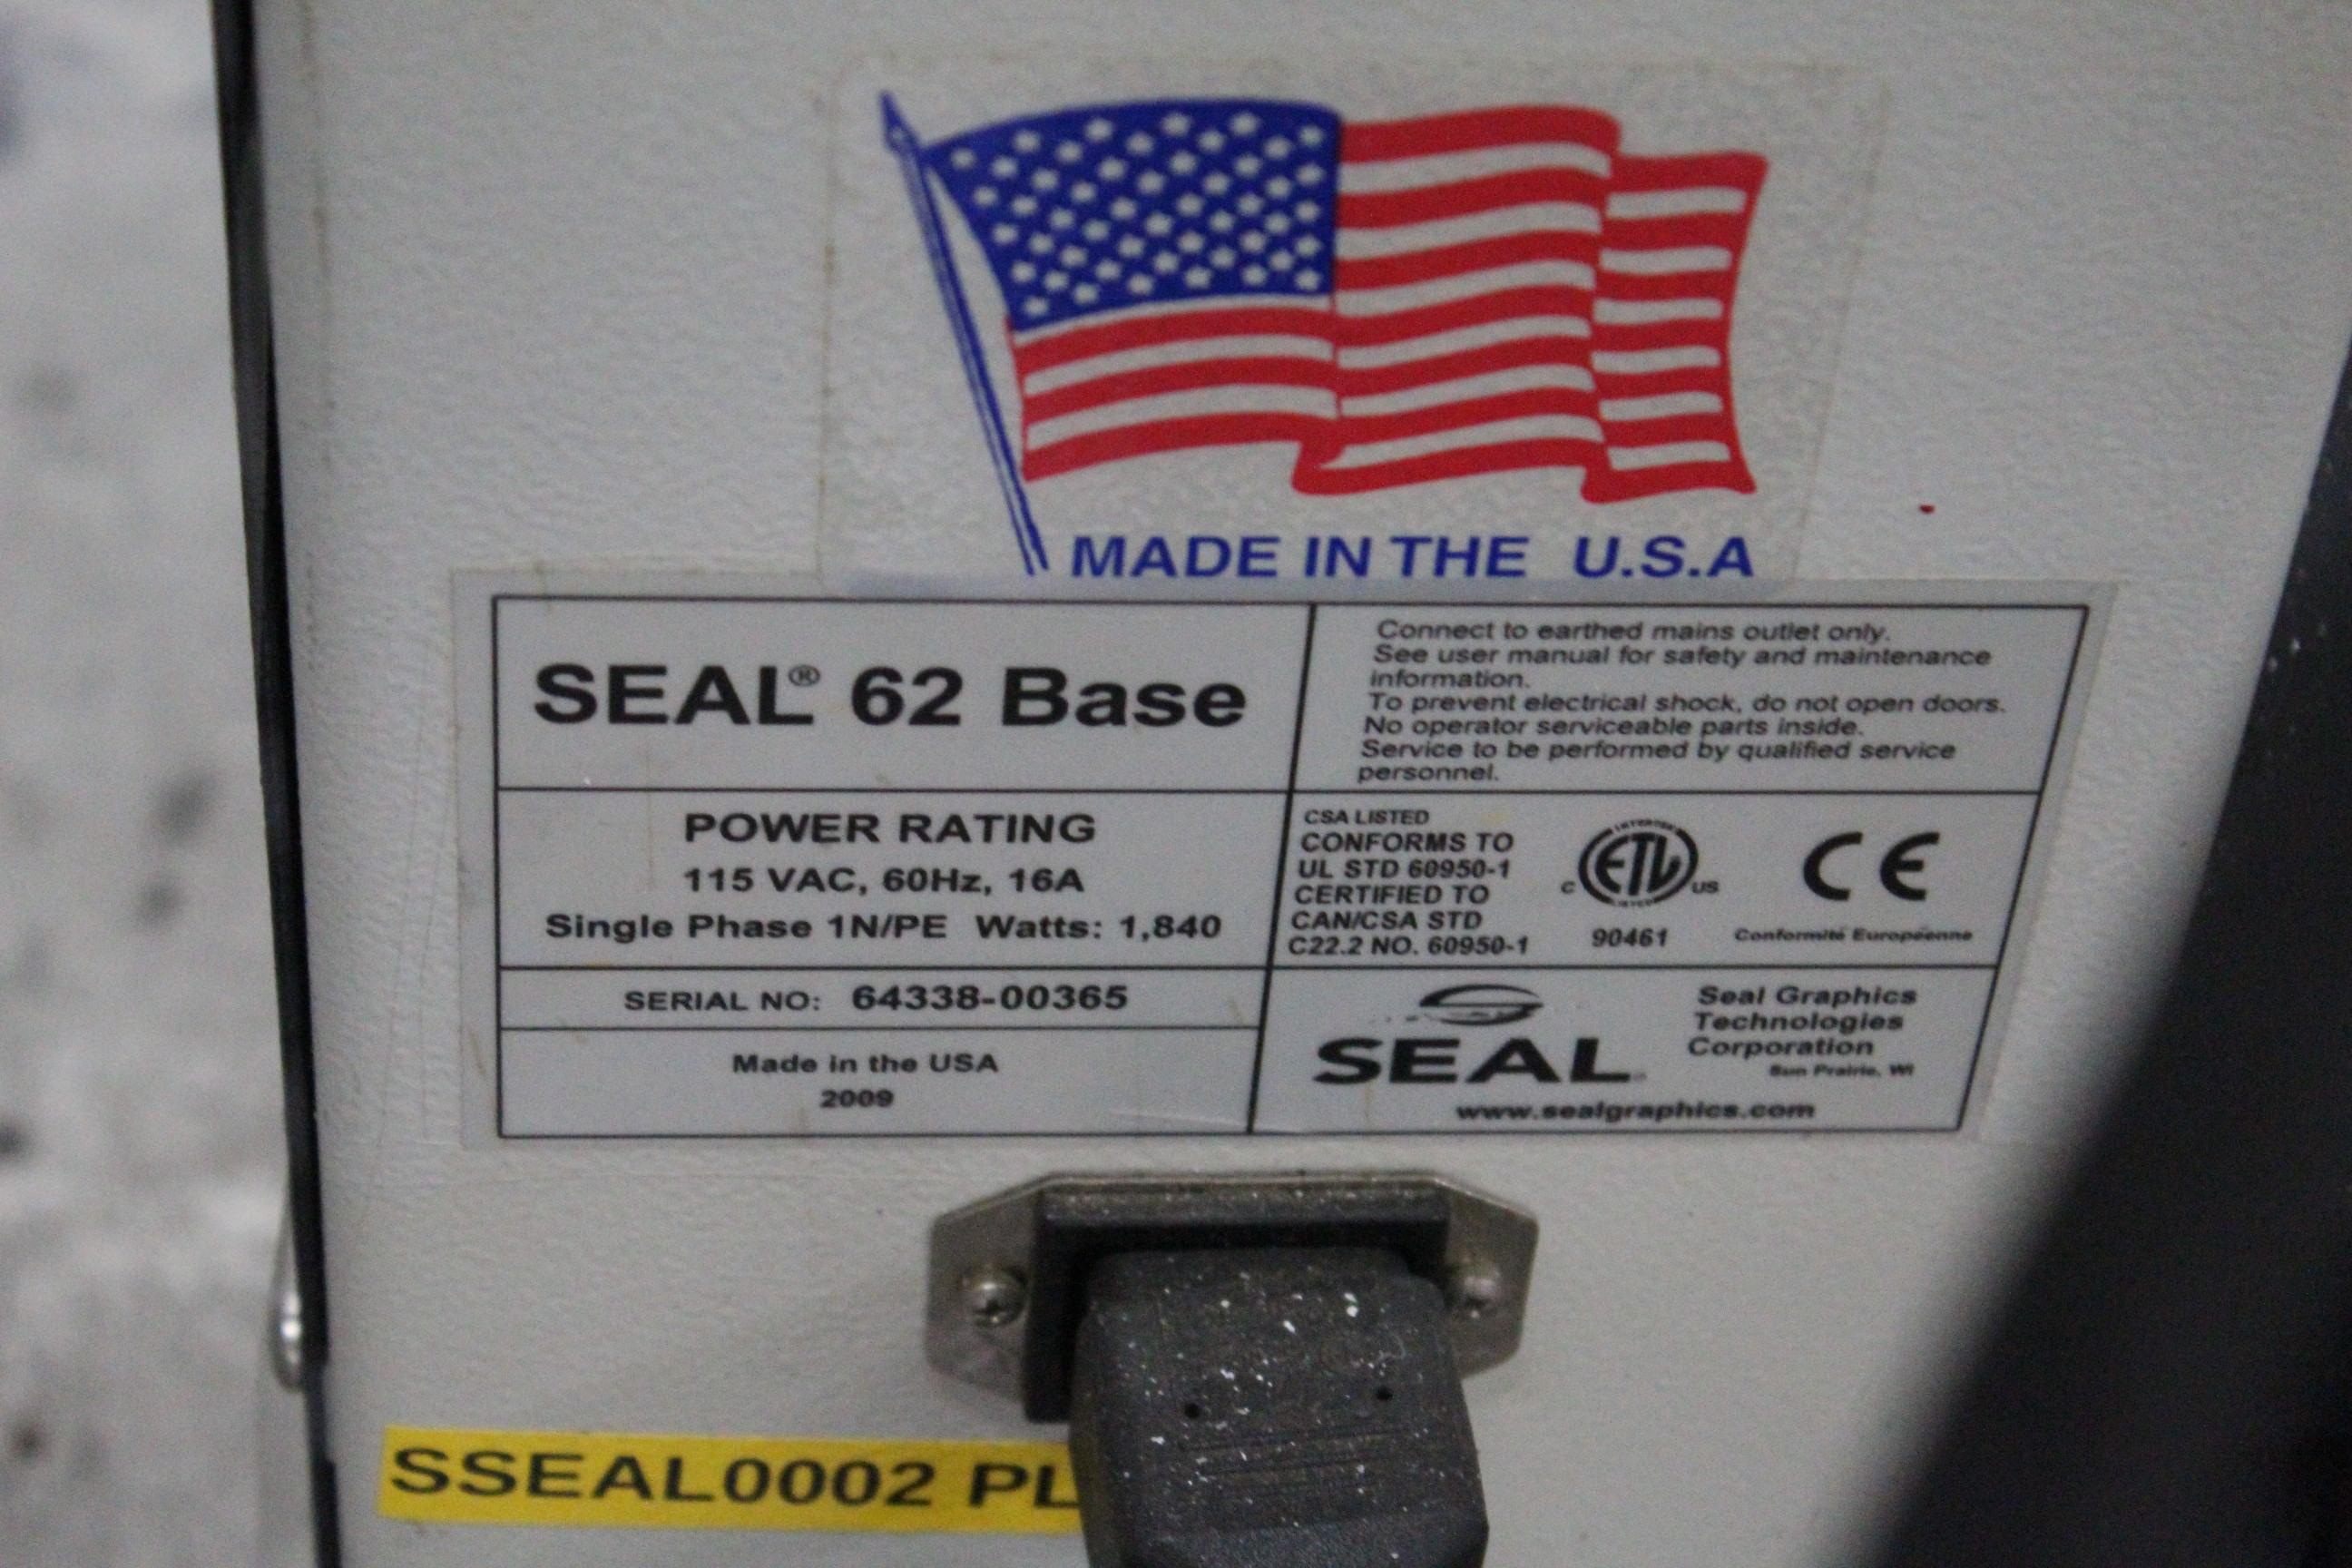 MADE IN THE U.S.A
SEAL® 62 Base
Connect to earthed mains outlet only.
See user manual for safety and maintenance
information.
To prevent electrical shock, do not open doors.
No operator serviceable parts inside.
Service to be performed by qualified service
personnel.
POWER RATING
115 VAC, 60Hz, 16A
Single Phase 1N/PE Watts: 1,840
CSA LISTED
CONFORMS TO
UL STD 60950-1
CERTIFIED TO
CAN/CSA STD
C22.2 NO. 60950-1
INTERTEK
C ETL US
LISTED
90461
CE
Conformité Européenne
SERIAL NO: 64338-00365
Made in the USA
2009
SEAL
Seal Graphics
Technologies
Corporation
Sun Prairie, WI
www.sealgraphics.com
SSEAL0002 PL